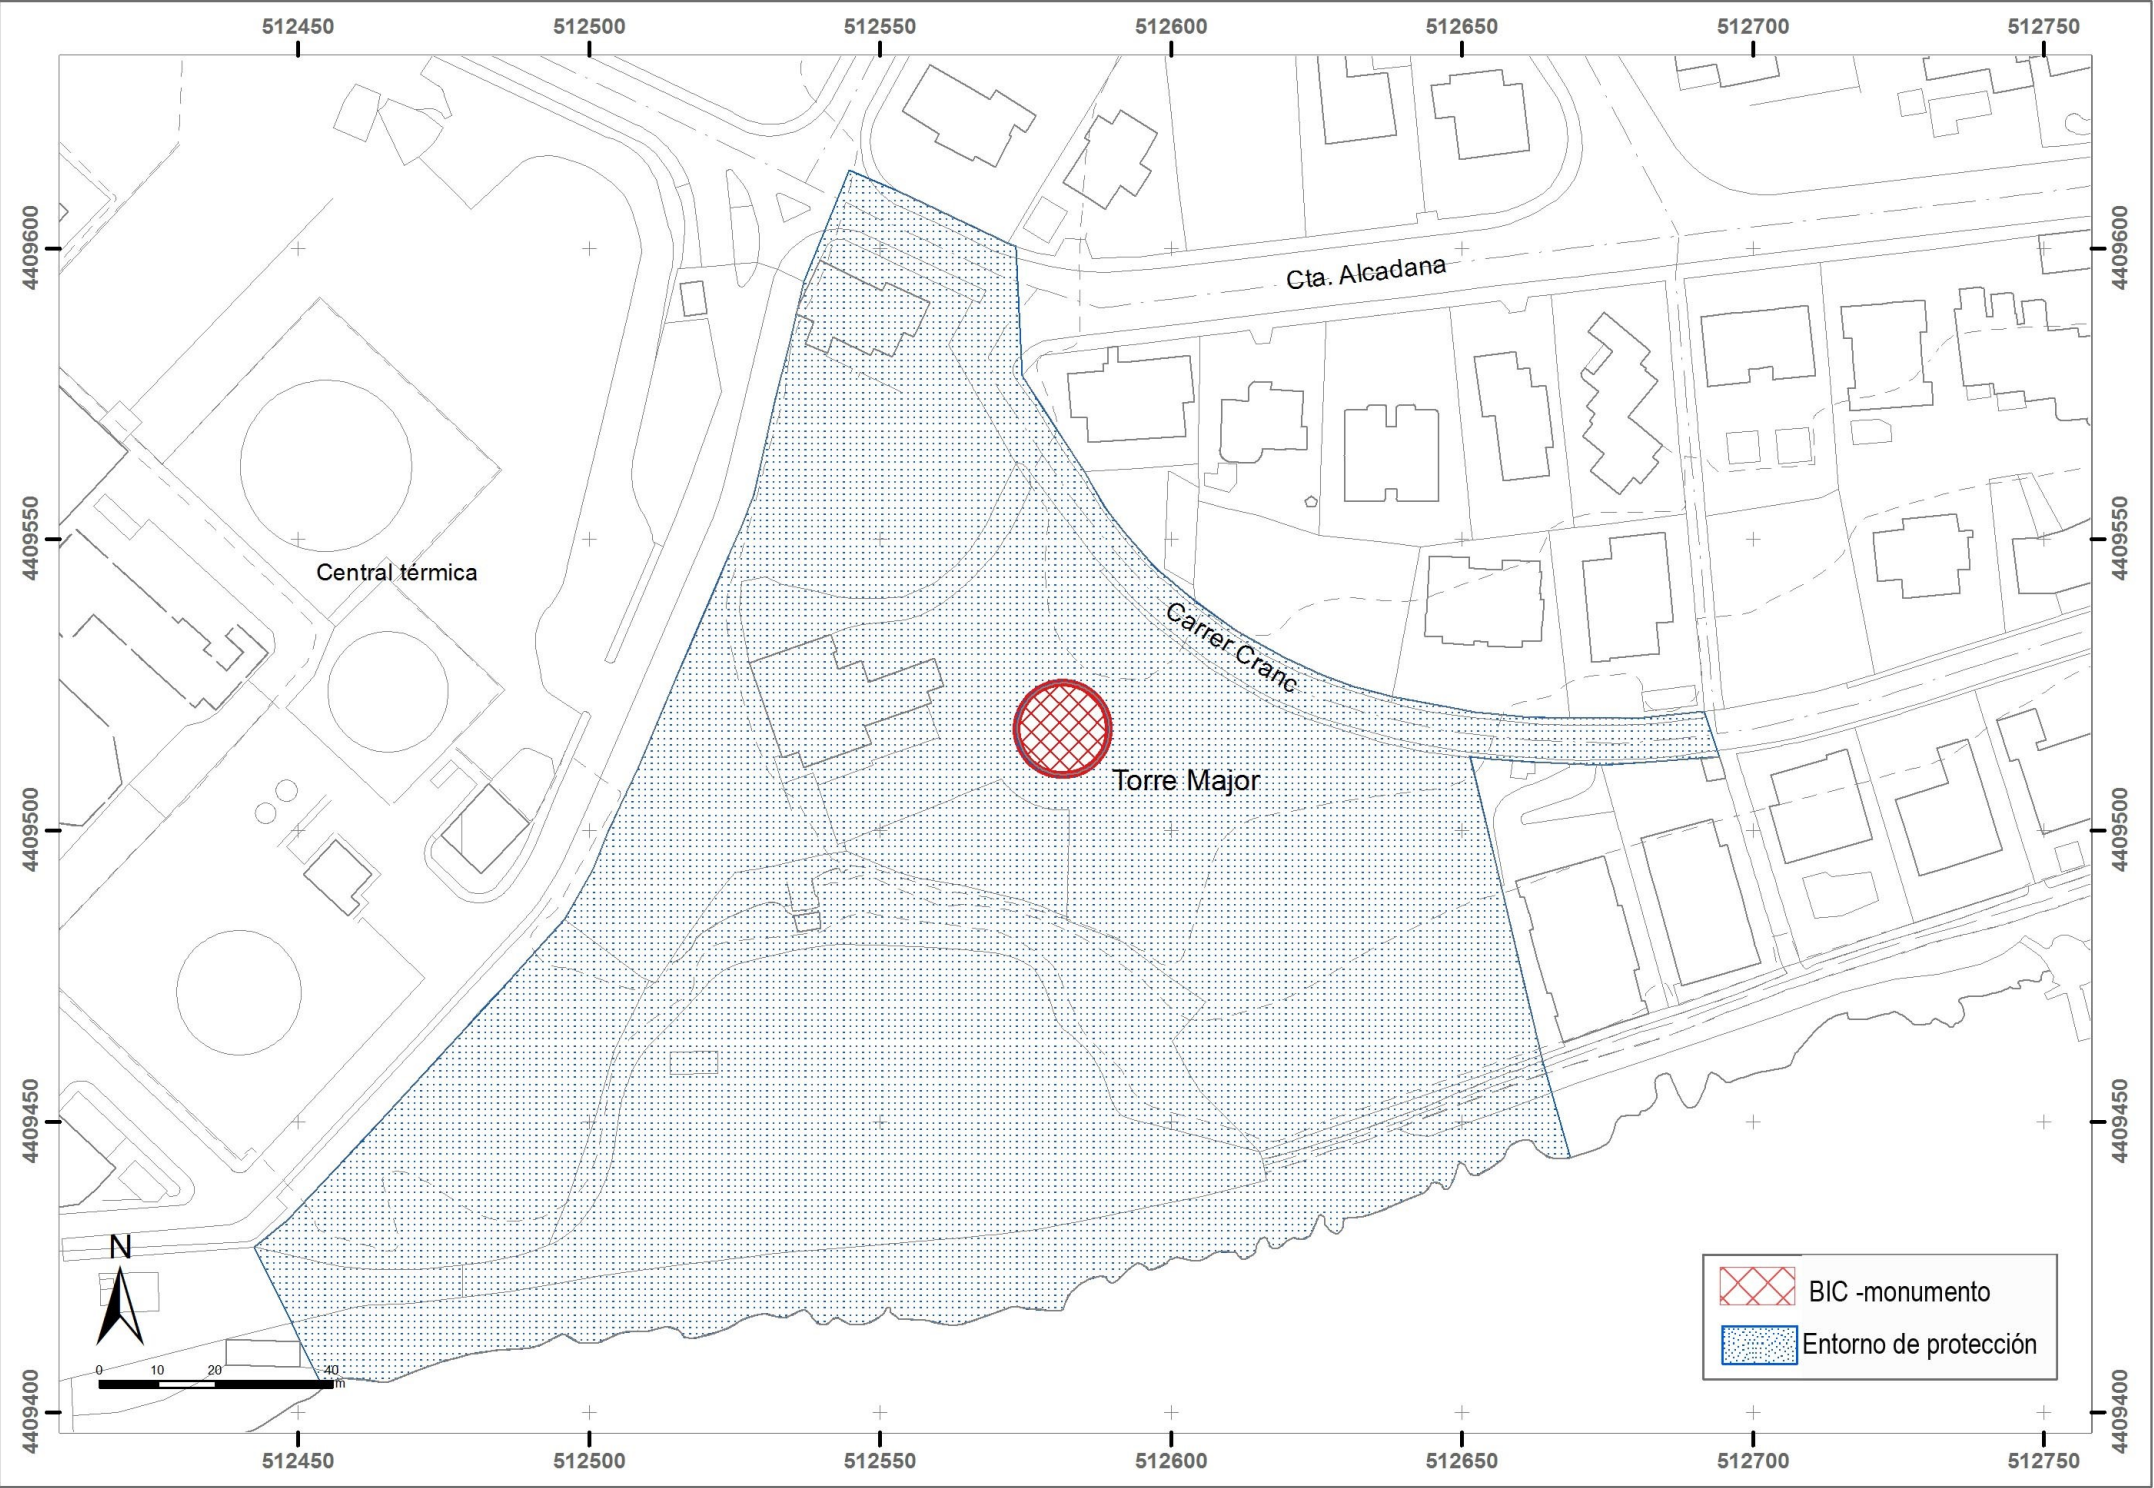 512450 512500 512550 512600 512650 512700 512750
4409600 4409600
Cta. Alcadana
4409550 4409550
Central térmica
Carrer Cranc
Torre Major
4409500 4409500
4409450 4409450
N
BIC -monumento
Entorno de protección
0 10 20 40
m
4409400 4409400
512450 512500 512550 512600 512650 512700 512750